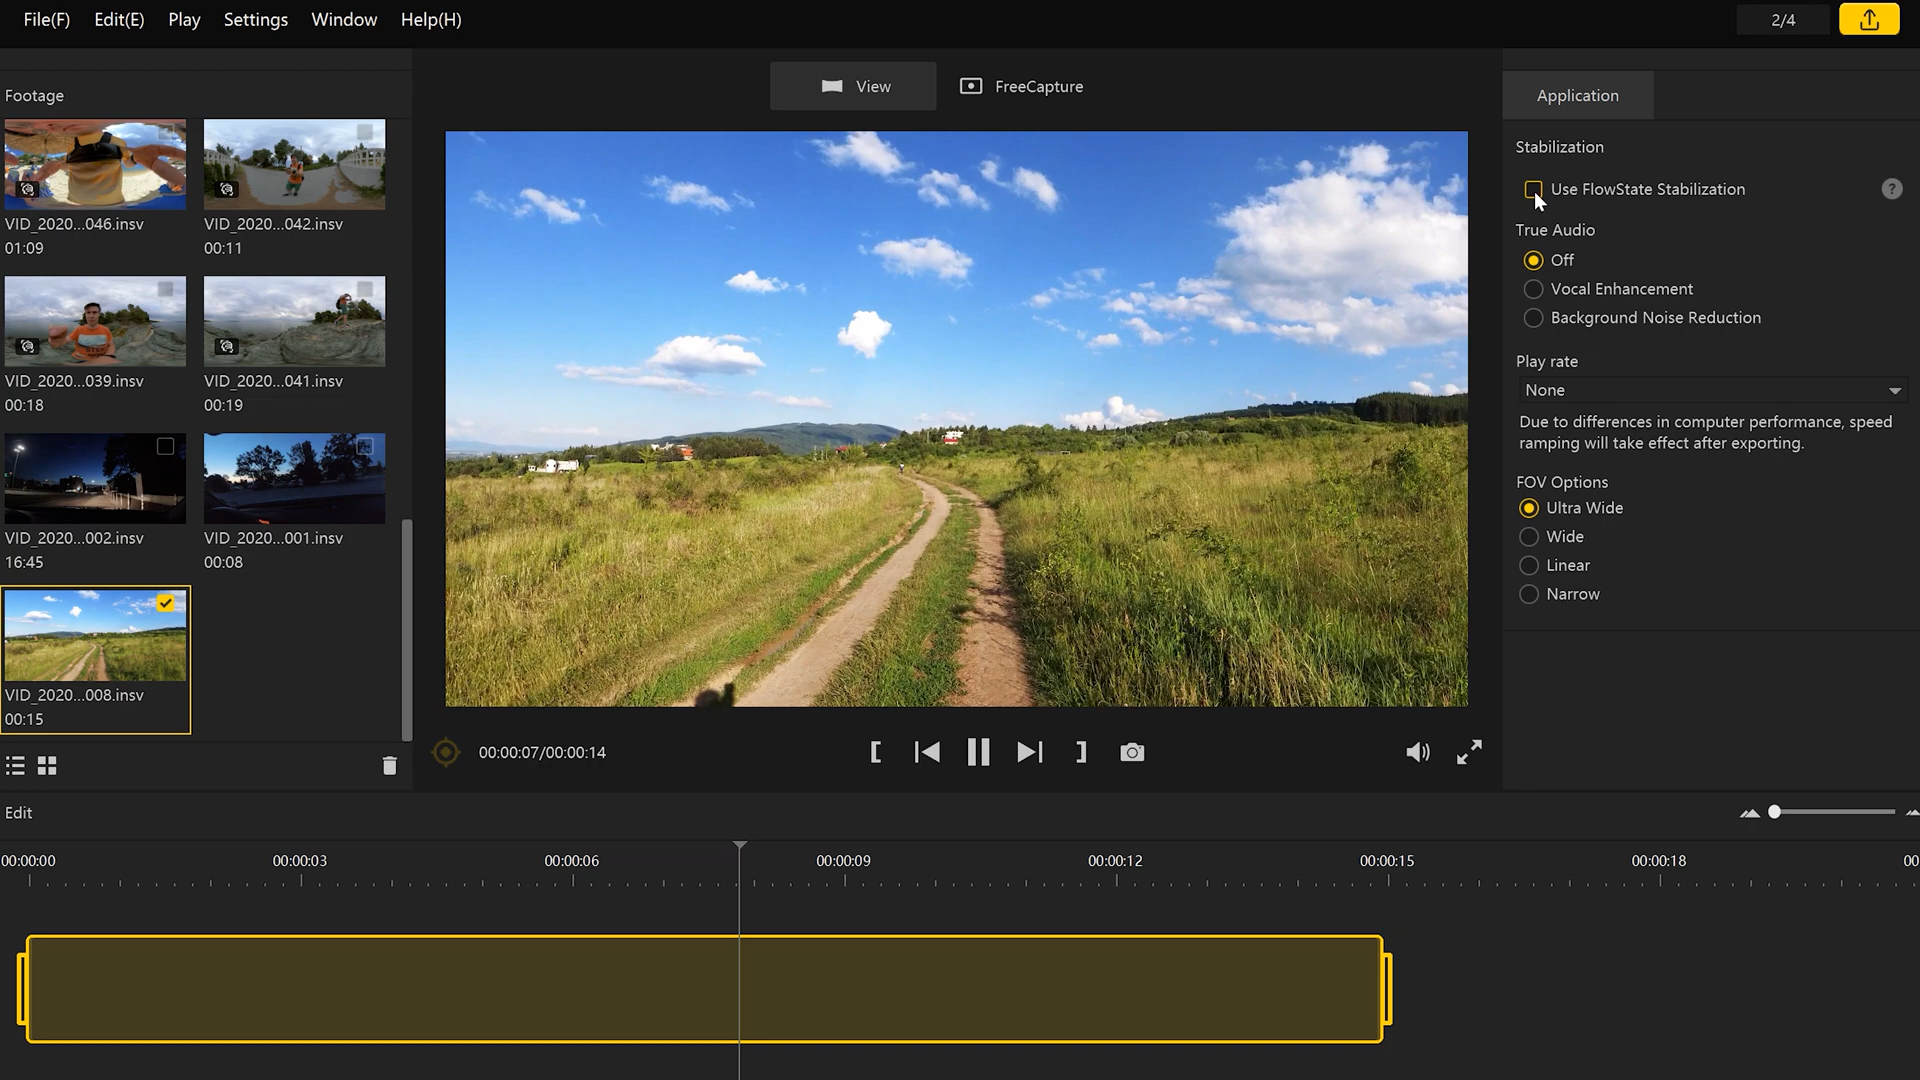 File(F) Edit(E) Play Settings Window Help(H)
2/4
Footage
View
FreeCapture
Application
VID_2020...046.insv
01:09
VID_2020...042.insv
00:11
VID_2020...039.insv
00:18
VID_2020...041.insv
00:19
VID_2020...002.insv
16:45
VID_2020...001.insv
00:08
VID_2020...008.insv
00:15
Stabilization
Use FlowState Stabilization
?
True Audio
Off
Vocal Enhancement
Background Noise Reduction
Play rate
None
Due to differences in computer performance, speed
ramping will take effect after exporting.
FOV Options
Ultra Wide
Wide
Linear
Narrow
00:00:07/00:00:14
Edit
00:00:00 00:00:03 00:00:06 00:00:09 00:00:12 00:00:15 00:00:18 00